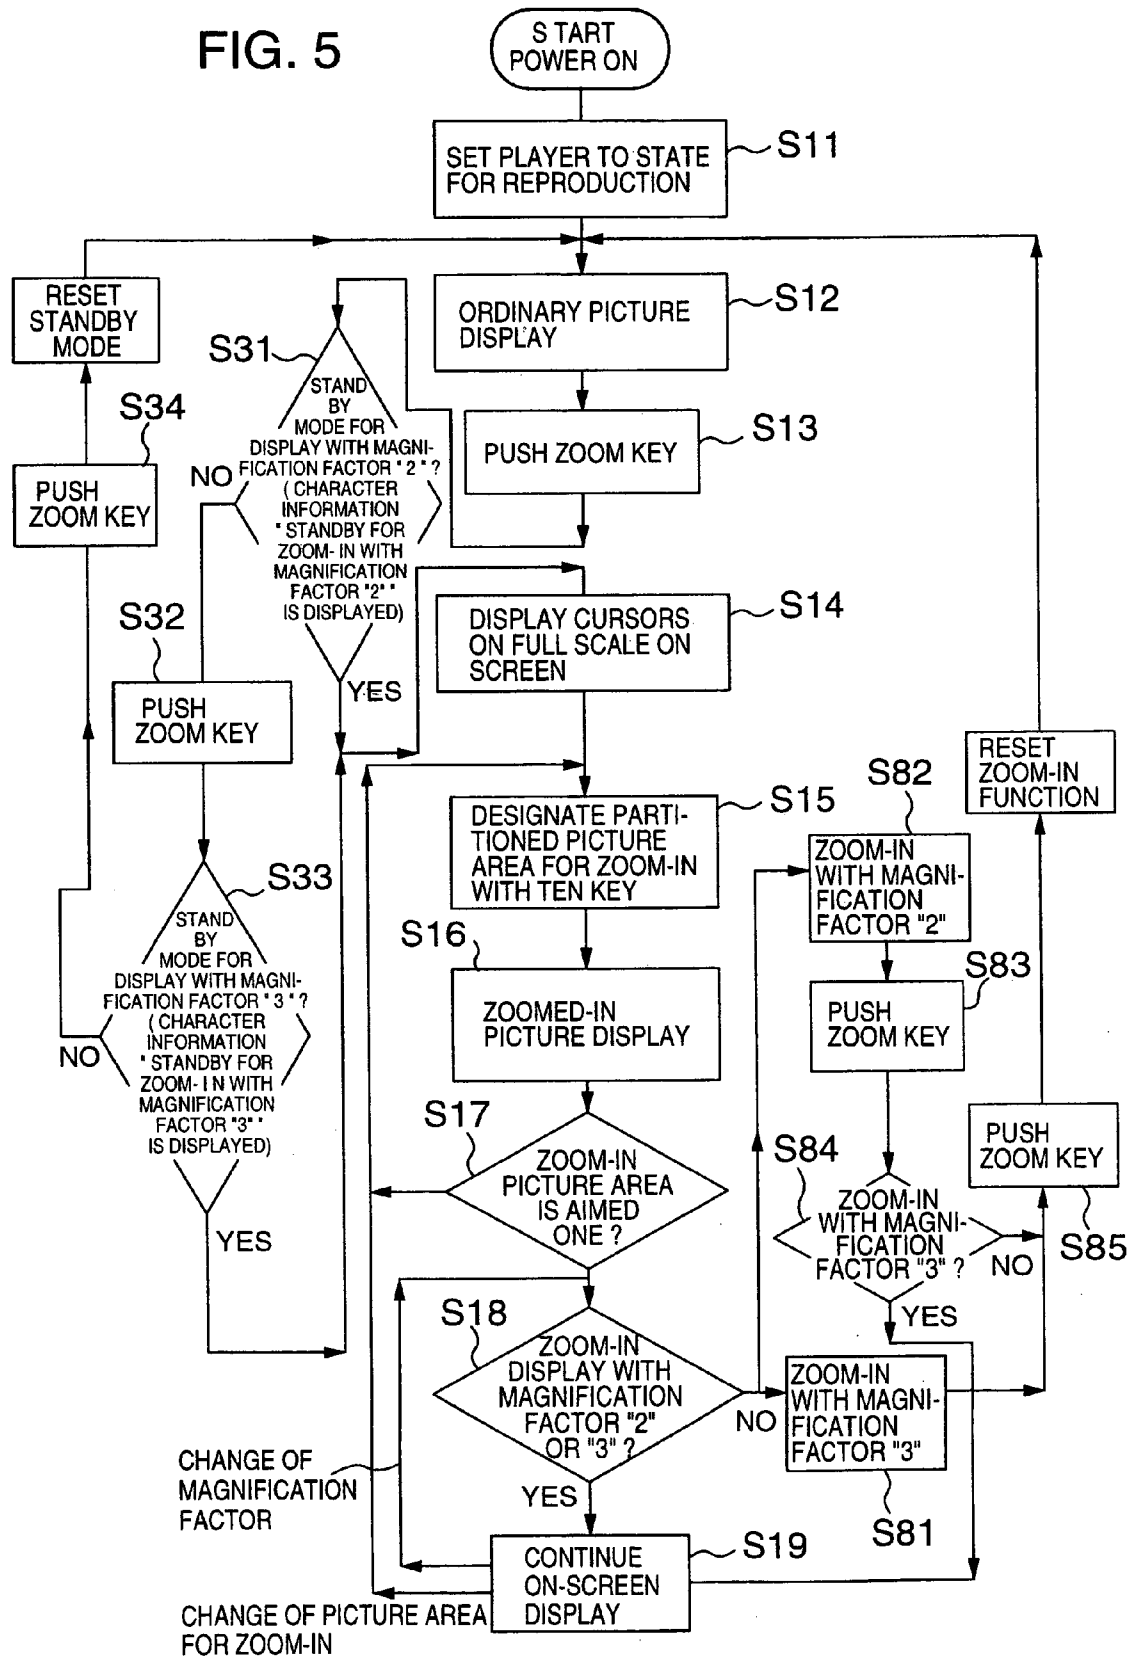 FIG. 5
S TART
POWER ON
SET PLAYER TO STATE
FOR REPRODUCTION
S11
RESET
STANDBY
MODE
ORDINARY PICTURE
DISPLAY
S12
S31
STAND
BY
MODE FOR
DISPLAY WITH MAGNI-
FICATION FACTOR "2"?
( CHARACTER
INFORMATION
" STANDBY FOR
ZOOM- IN WITH
MAGNIFICATION
FACTOR "2" "
IS DISPLAYED)
NO
YES
S34
PUSH
ZOOM KEY
PUSH ZOOM KEY
S13
DISPLAY CURSORS
ON FULL SCALE ON
SCREEN
S14
S32
PUSH
ZOOM KEY
RESET
ZOOM-IN
FUNCTION
DESIGNATE PARTI-
TIONED PICTURE
AREA FOR ZOOM-IN
WITH TEN KEY
S15
S82
ZOOM-IN
WITH MAGNI-
FICATION
FACTOR "2"
S33
STAND
BY
MODE FOR
DISPLAY WITH MAGNI-
FICATION FACTOR " 3 "?
( CHARACTER
INFORMATION
" STANDBY FOR
ZOOM- I N WITH
MAGNIFICATION
FACTOR "3" "
IS DISPLAYED)
NO
YES
S16
ZOOMED-IN
PICTURE DISPLAY
S83
PUSH
ZOOM KEY
S17
ZOOM-IN
PICTURE AREA
IS AIMED
ONE ?
S84
ZOOM-IN
WITH MAGNI-
FICATION
FACTOR "3" ?
NO
YES
PUSH
ZOOM KEY
S85
S18
ZOOM-IN
DISPLAY WITH
MAGNIFICATION
FACTOR "2"
OR "3" ?
NO
YES
ZOOM-IN
WITH MAGNI-
FICATION
FACTOR "3"
S81
CHANGE OF
MAGNIFICATION
FACTOR
CONTINUE
ON-SCREEN
DISPLAY
S19
CHANGE OF PICTURE AREA
FOR ZOOM-IN